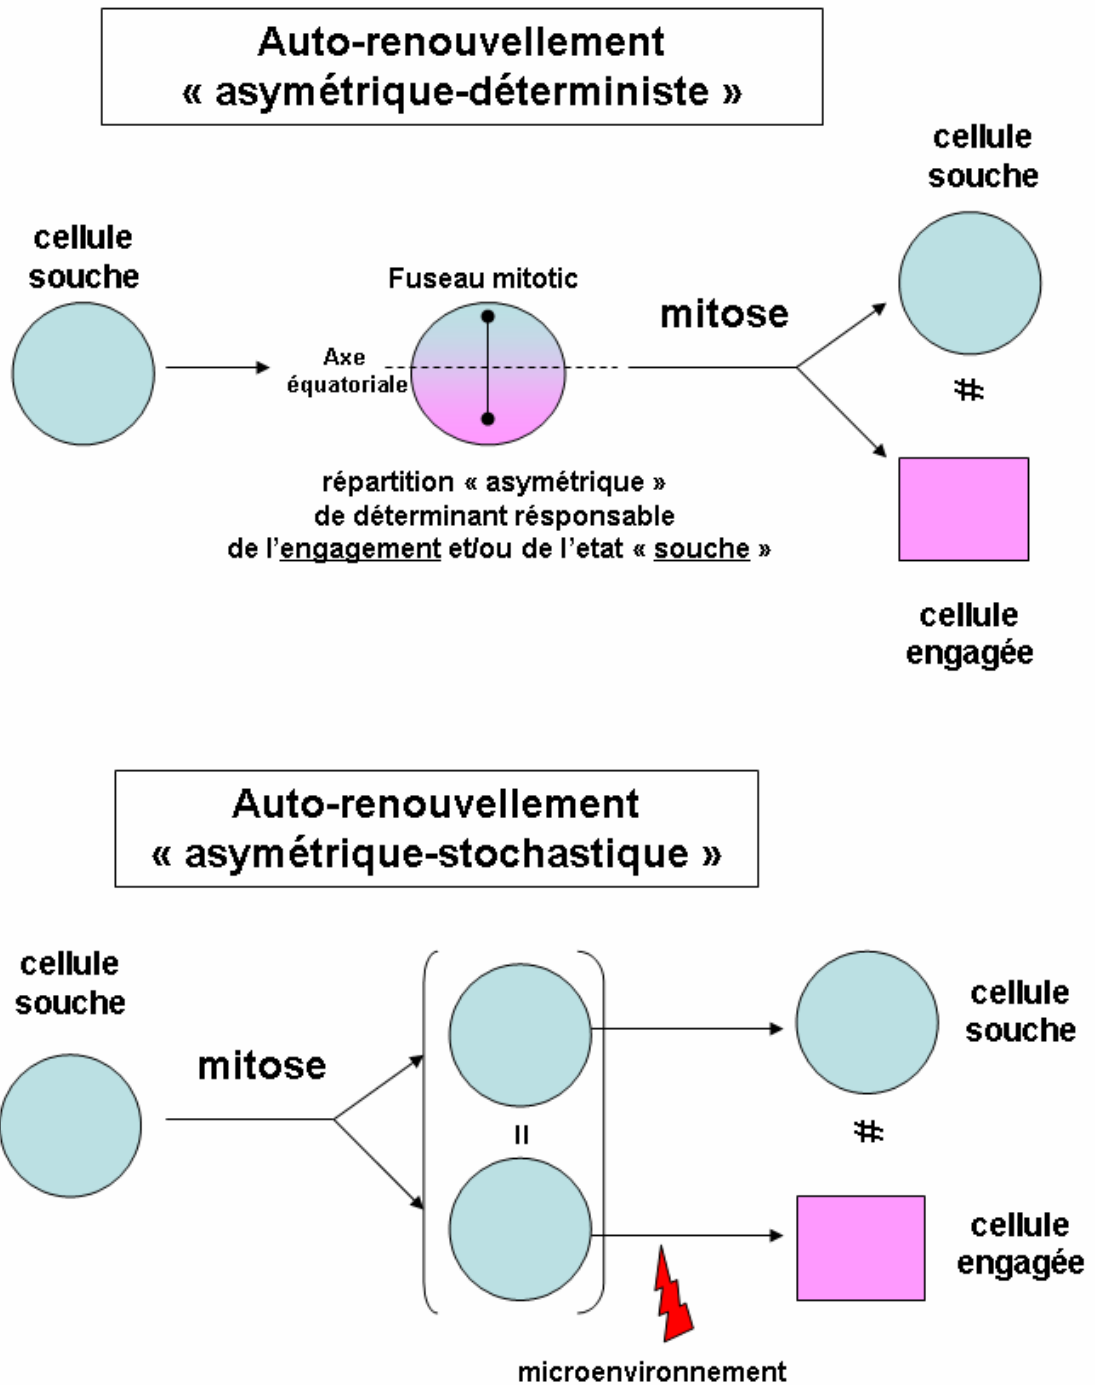 Auto-renouvellement
« asymétrique-déterministe »
cellule
souche
cellule
souche
Fuseau mitotic
mitose
Axe
équatoriale
#
répartition « asymétrique »
de déterminant résponsable
de l'engagement et/ou de l'etat « souche »
cellule
engagée
Auto-renouvellement
« asymétrique-stochastique »
cellule
souche
mitose
=
cellule
souche
#
cellule
engagée
microenvironnement